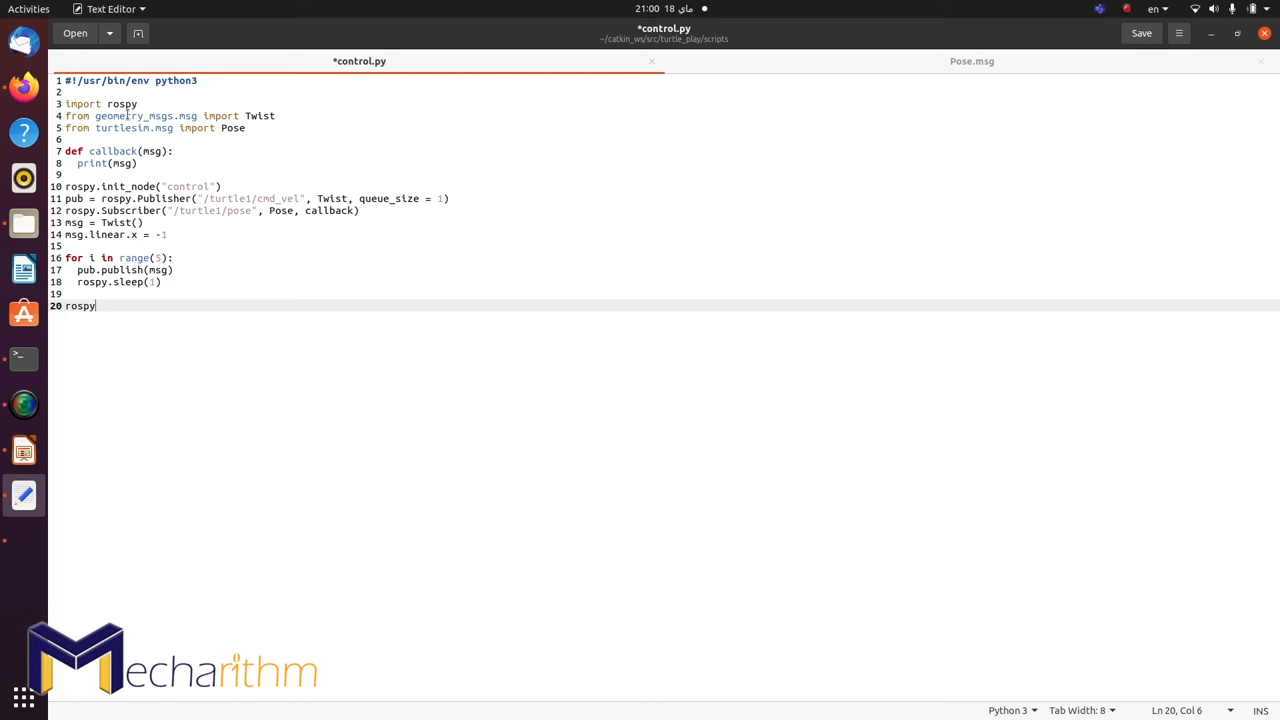 Activities
Text Editor
21:00 18 ماي
en
Open
*control.py
~/catkin_ws/src/turtle_play/scripts
Save
*control.py
Pose.msg
1 #!/usr/bin/env python3
2
3 import rospy
4 from geometry_msgs.msg import Twist
5 from turtlesim.msg import Pose
6
7 def callback(msg):
8   print(msg)
9
10 rospy.init_node("control")
11 pub = rospy.Publisher("/turtle1/cmd_vel", Twist, queue_size = 1)
12 rospy.Subscriber("/turtle1/pose", Pose, callback)
13 msg = Twist()
14 msg.linear.x = -1
15
16 for i in range(5):
17   pub.publish(msg)
18   rospy.sleep(1)
19
20 rospy
Mecharithm
Python 3
Tab Width: 8
Ln 20, Col 6
INS